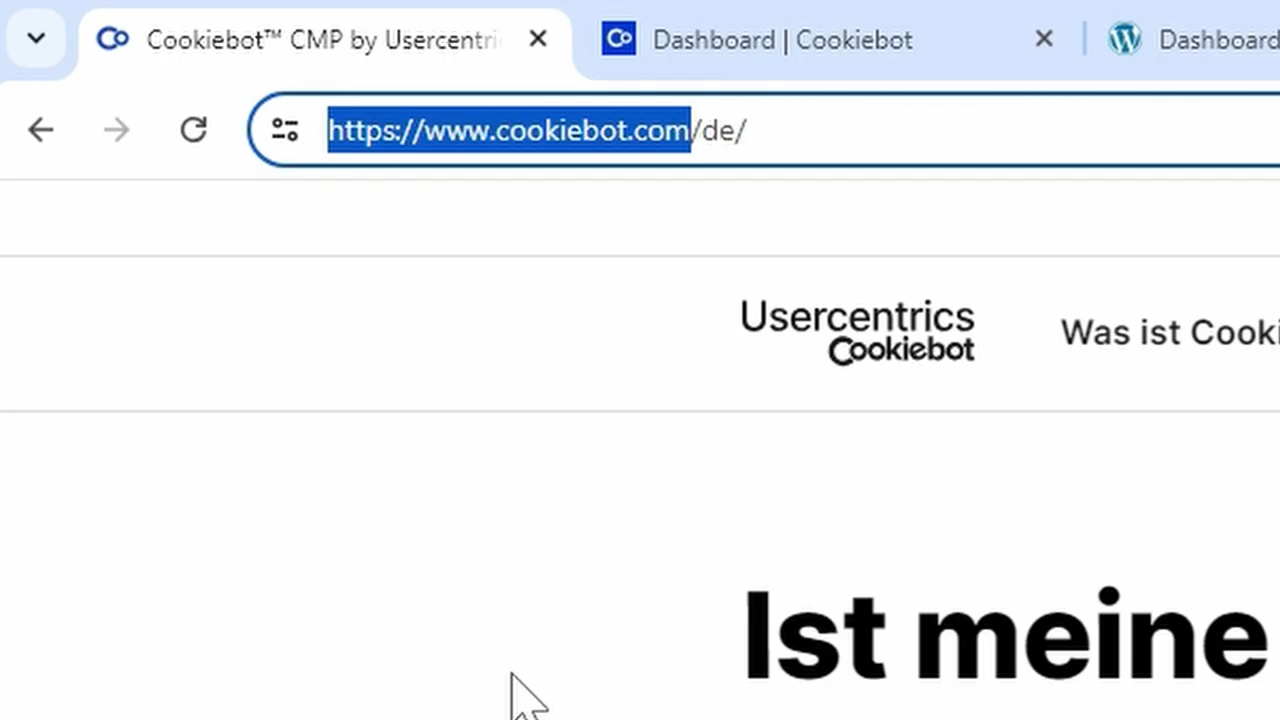 Cookiebot™ CMP by Usercentri
Dashboard | Cookiebot
Dashboard
https://www.cookiebot.com/de/
Usercentrics
Cookiebot
Was ist Cooki
Ist meine